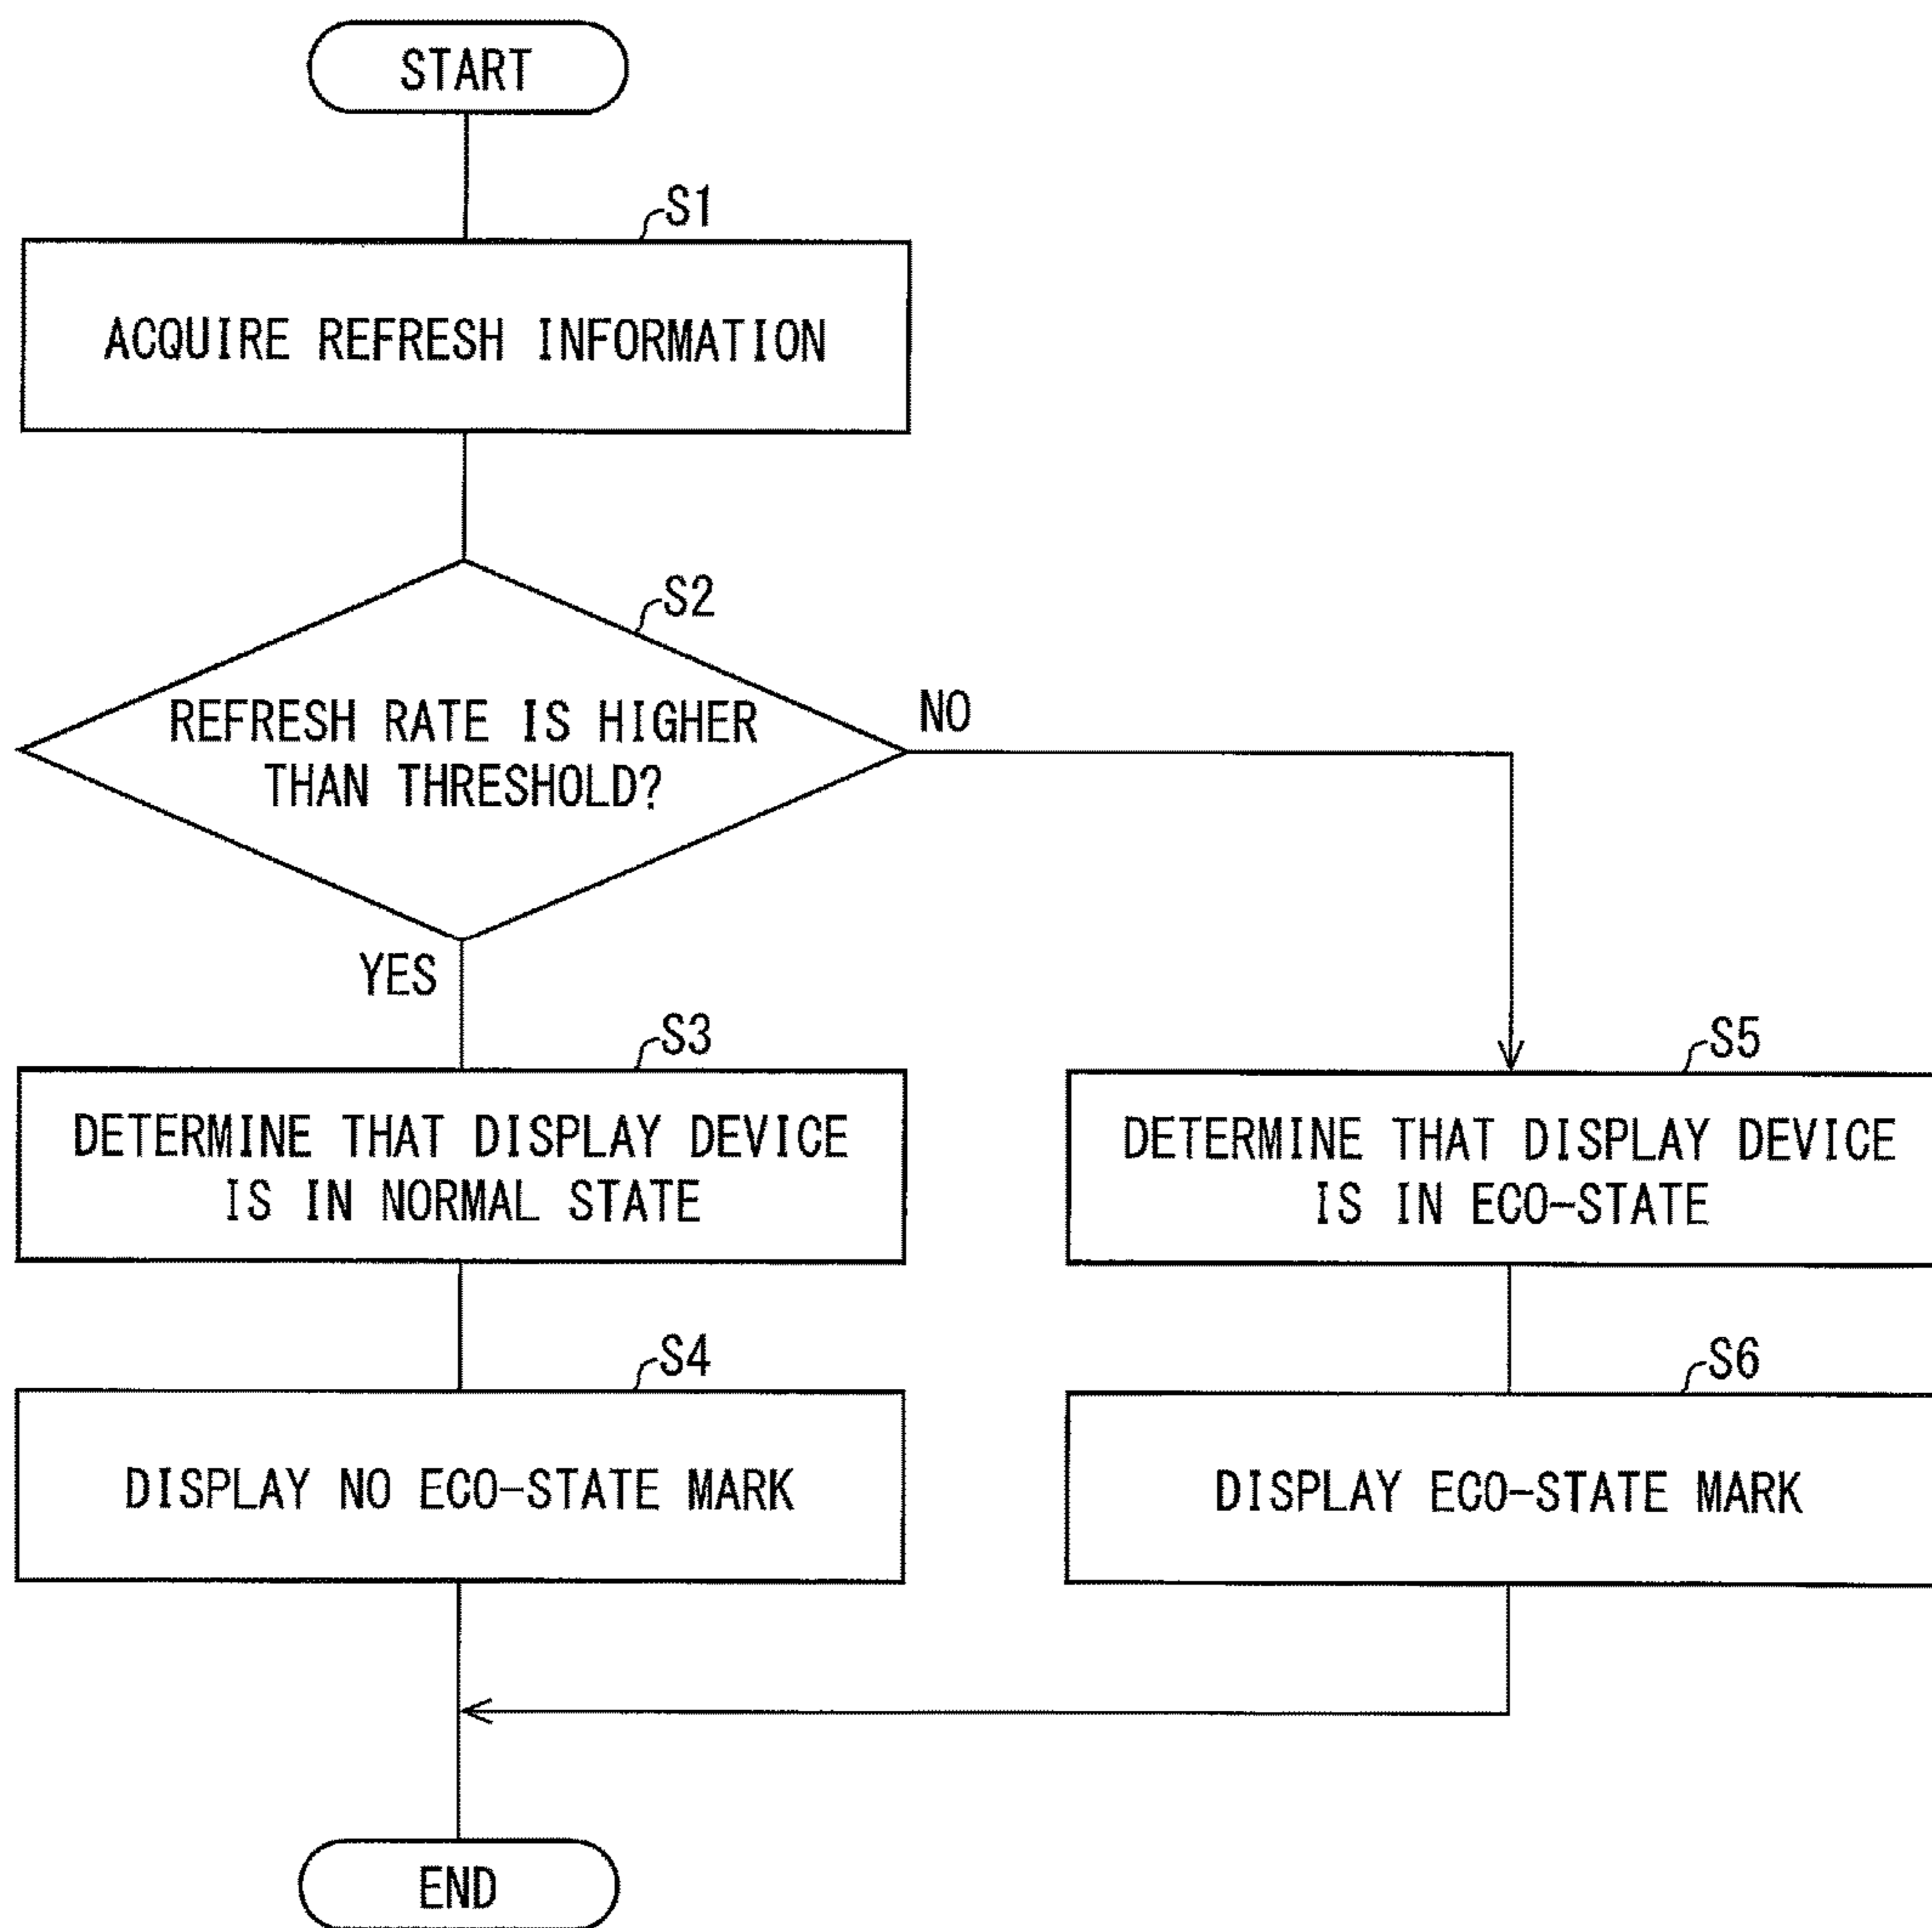 START
S1
ACQUIRE REFRESH INFORMATION
S2
REFRESH RATE IS HIGHER
THAN THRESHOLD?
NO
YES
S3
DETERMINE THAT DISPLAY DEVICE
IS IN NORMAL STATE
S5
DETERMINE THAT DISPLAY DEVICE
IS IN ECO-STATE
S4
DISPLAY NO ECO-STATE MARK
S6
DISPLAY ECO-STATE MARK
END